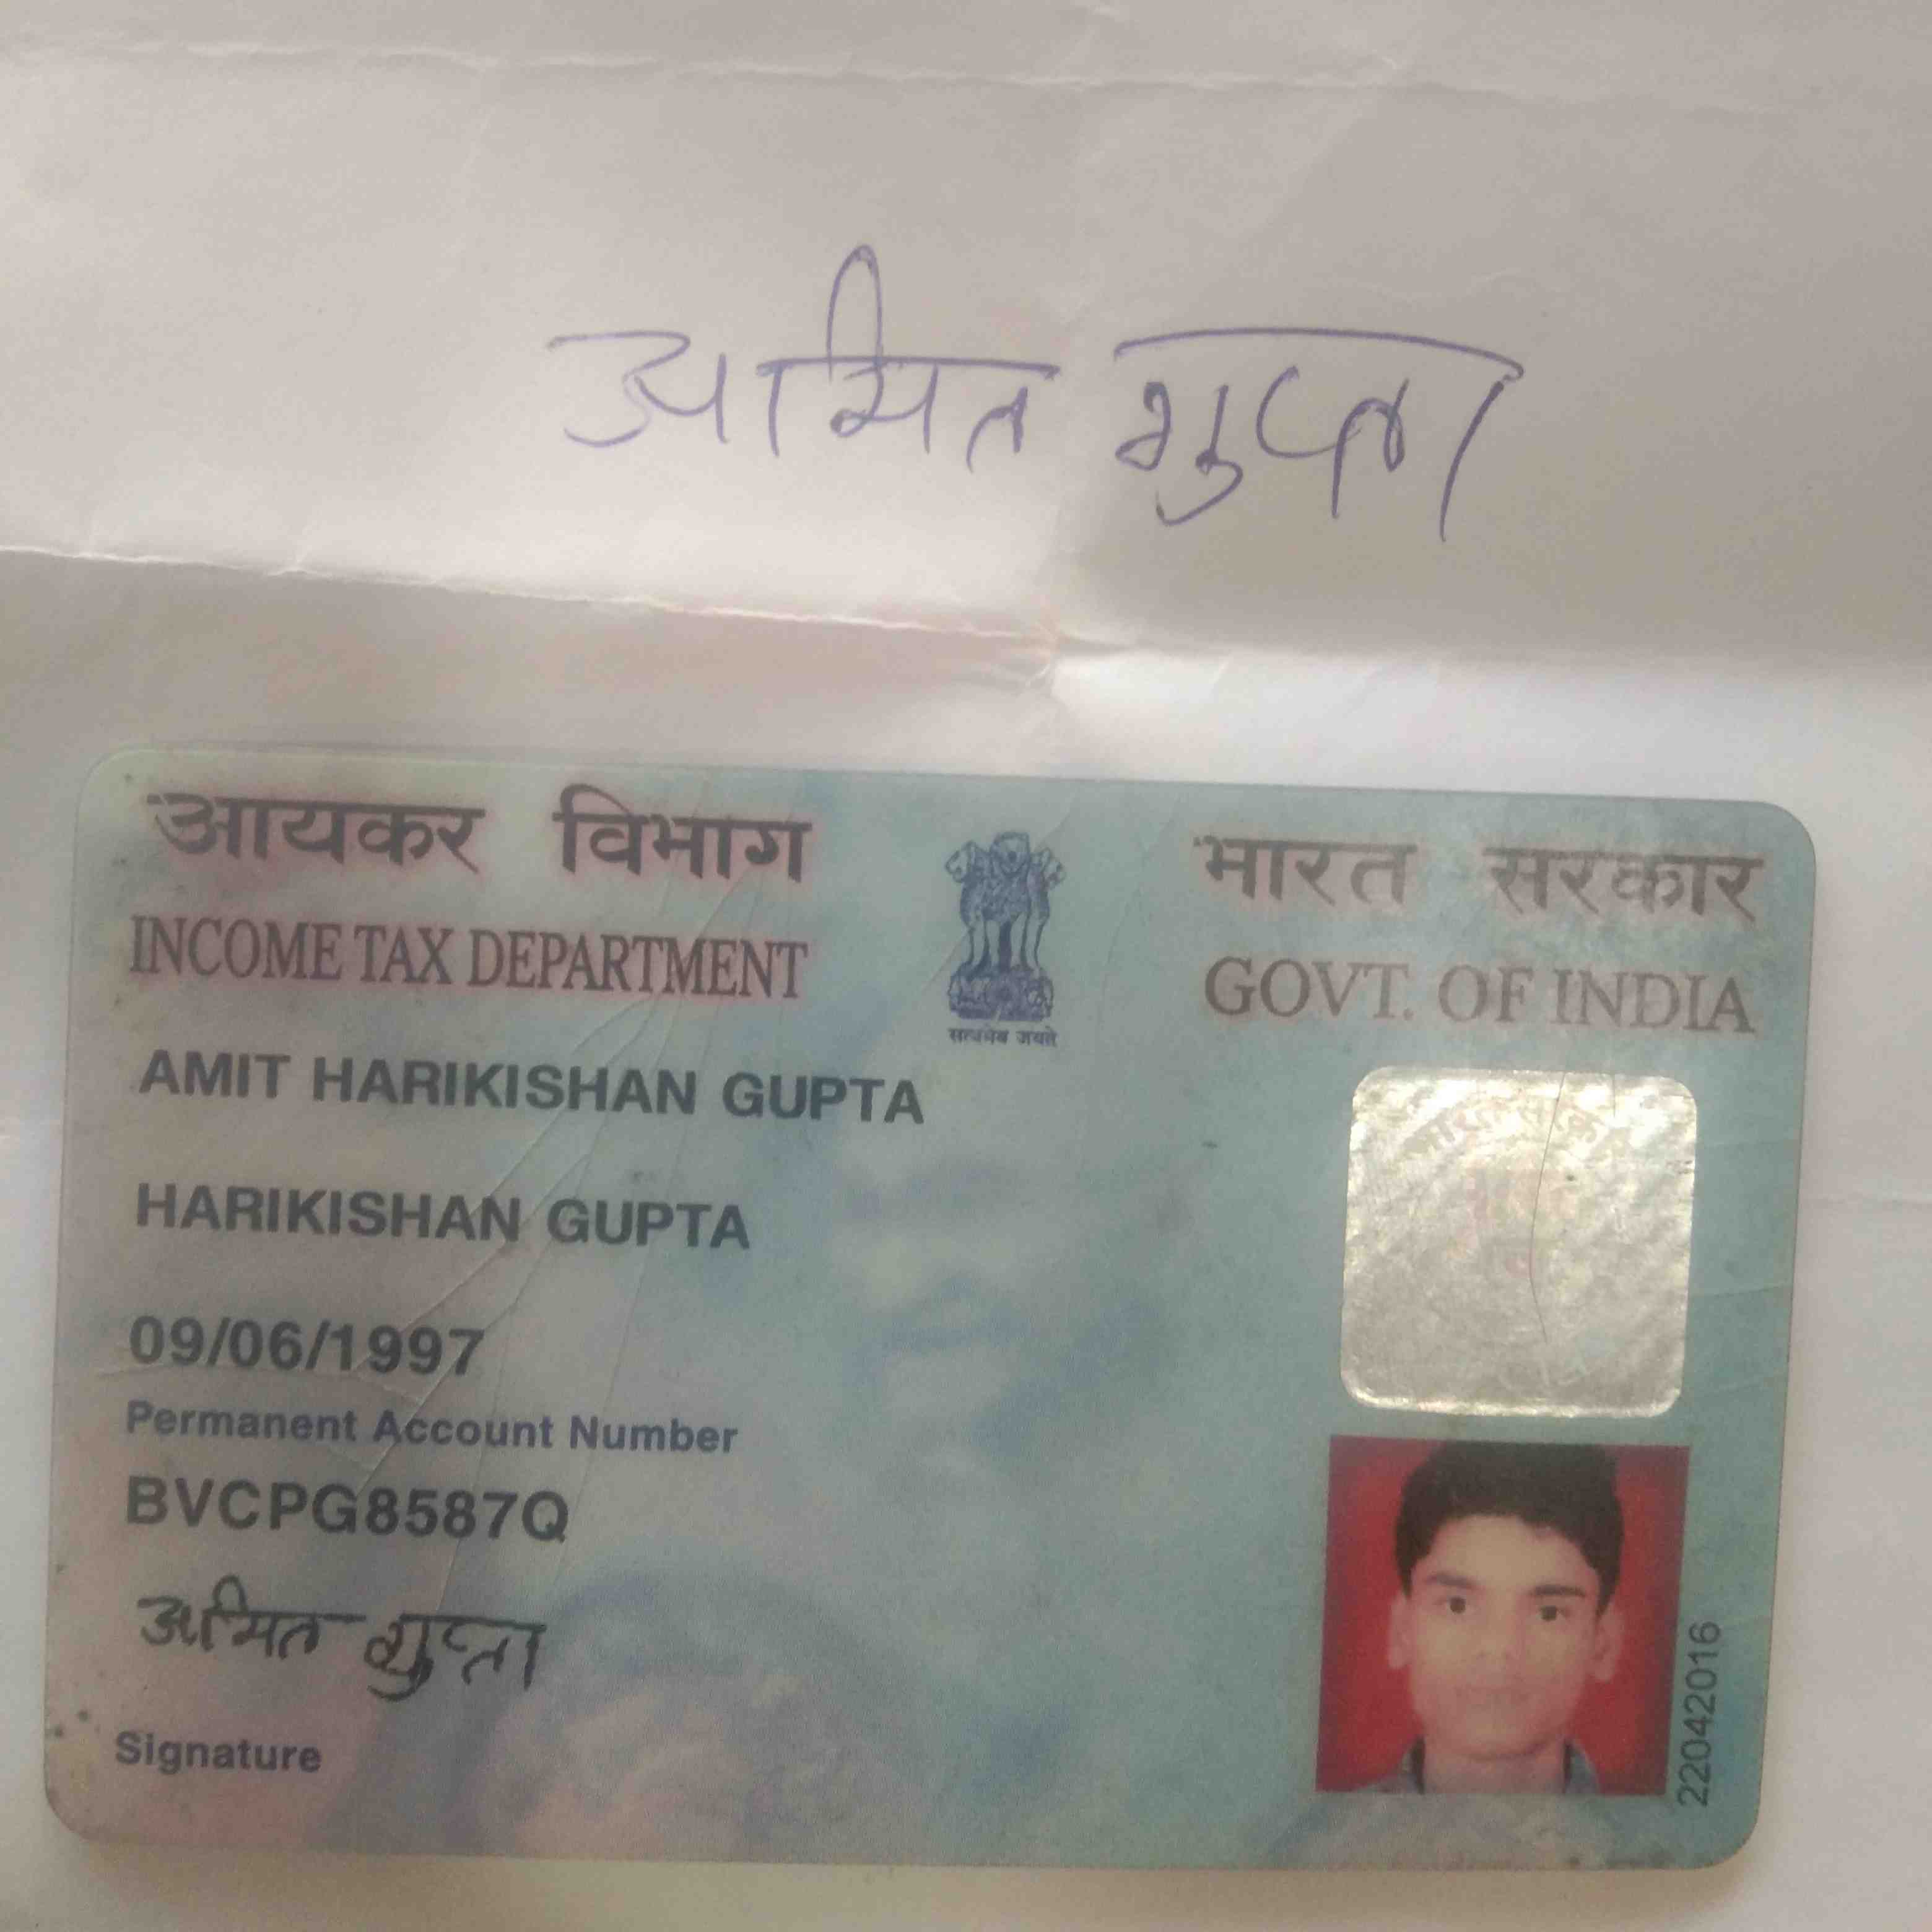 अमित गुप्ता
आयकर विभाग
INCOME TAX DEPARTMENT
सत्यमेव जयते
भारत सरकार
GOVT. OF INDIA
AMIT HARIKISHAN GUPTA
HARIKISHAN GUPTA
09/06/1997
Permanent Account Number
BVCPG8587Q
अमित गुप्ता
Signature
22042016